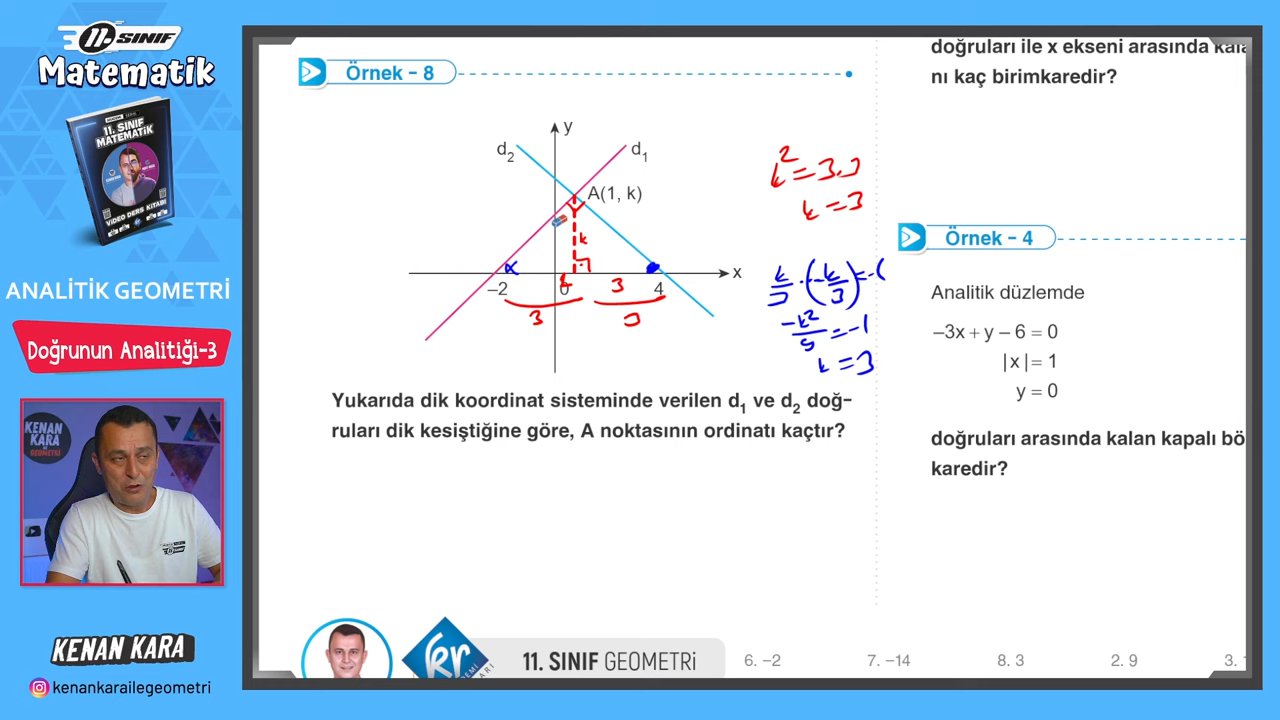 11. SINIF
Matematik
11. SINIF
MATEMATİK
VİDEO DERS KİTABI
ANALİTİK GEOMETRİ
Doğrunun Analitiği-3
KENAN
KARA
GEOMETRİ
KENAN KARA
kenankarailegeometri
Örnek - 8
y
d2
d1
A(1, k)
k
x
-2
0
4
3
3
k² = 3.3
k = 3
-k²
= -1
k = 3
Yukarıda dik koordinat sisteminde verilen d1 ve d2 doğ-
ruları dik kesiştiğine göre, A noktasının ordinatı kaçtır?
doğruları ile x ekseni arasında
nı kaç birimkaredir?
Örnek - 4
Analitik düzlemde
−3x + y − 6 = 0
|x| = 1
y = 0
doğruları arasında kalan kapalı bö
karedir?
kr
11. SINIF GEOMETRİ
6. −2
7. −14
8. 3
2. 9
3.